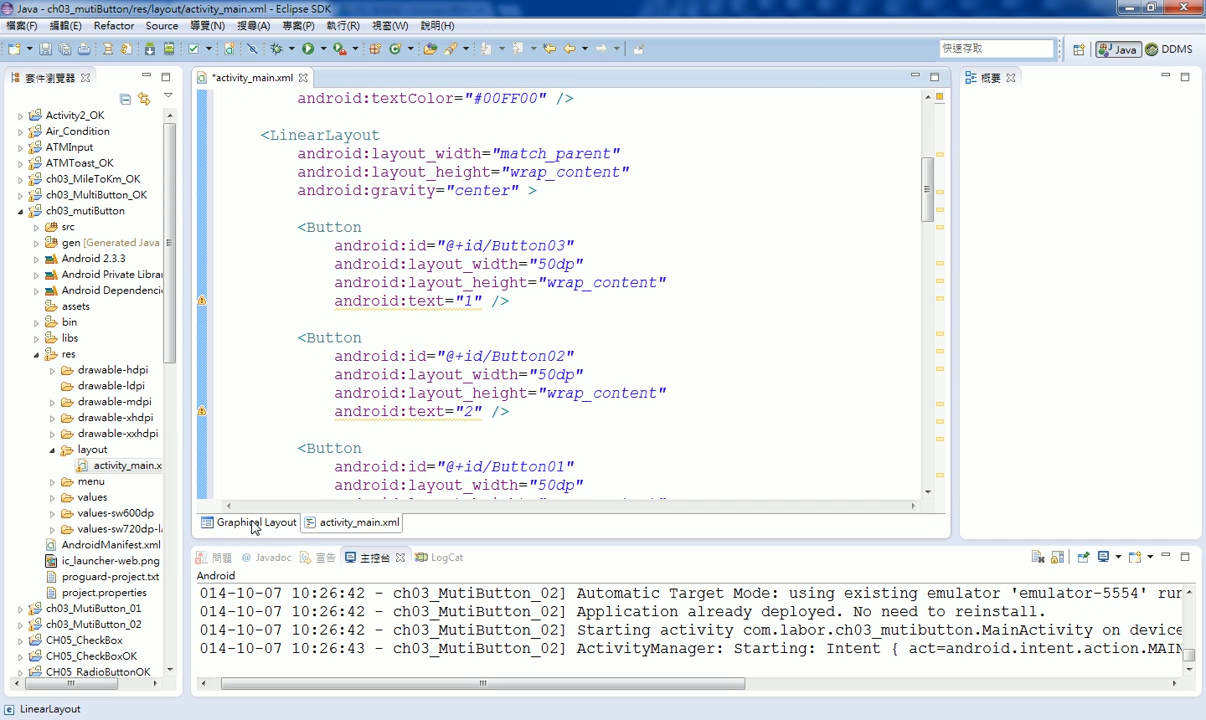 Java - ch03_mutiButton/res/layout/activity_main.xml - Eclipse SDK
檔案(F) 編輯(E) Refactor Source 導覽(N) 搜尋(A) 專案(P) 執行(R) 視窗(W) 說明(H)
快速存取
Java
DDMS
套件瀏覽器
*activity_main.xml
概要
Activity2_OK
Air_Condition
ATMInput
ATMToast_OK
ch03_MileToKm_OK
ch03_MultiButton_OK
ch03_mutiButton
src
gen [Generated Java
Android 2.3.3
Android Private Librar
Android Dependencie
assets
bin
libs
res
drawable-hdpi
drawable-ldpi
drawable-mdpi
drawable-xhdpi
drawable-xxhdpi
layout
activity_main.x
menu
values
values-sw600dp
values-sw720dp-la
AndroidManifest.xml
ic_launcher-web.png
proguard-project.txt
project.properties
ch03_MutiButton_01
ch03_MutiButton_02
CH05_CheckBox
CH05_CheckBoxOK
CH05_RadioButtonOK
android:textColor="#00FF00" />
<LinearLayout
android:layout_width="match_parent"
android:layout_height="wrap_content"
android:gravity="center" >
<Button
android:id="@+id/Button03"
android:layout_width="50dp"
android:layout_height="wrap_content"
android:text="1" />
<Button
android:id="@+id/Button02"
android:layout_width="50dp"
android:layout_height="wrap_content"
android:text="2" />
<Button
android:id="@+id/Button01"
android:layout_width="50dp"
Graphical Layout
activity_main.xml
問題 @ Javadoc 宣告 主控台 LogCat
Android
014-10-07 10:26:42 - ch03_MutiButton_02] Automatic Target Mode: using existing emulator 'emulator-5554' run
014-10-07 10:26:42 - ch03_MutiButton_02] Application already deployed. No need to reinstall.
014-10-07 10:26:42 - ch03_MutiButton_02] Starting activity com.labor.ch03_mutibutton.MainActivity on device
014-10-07 10:26:43 - ch03_MutiButton_02] ActivityManager: Starting: Intent { act=android.intent.action.MAIN
LinearLayout